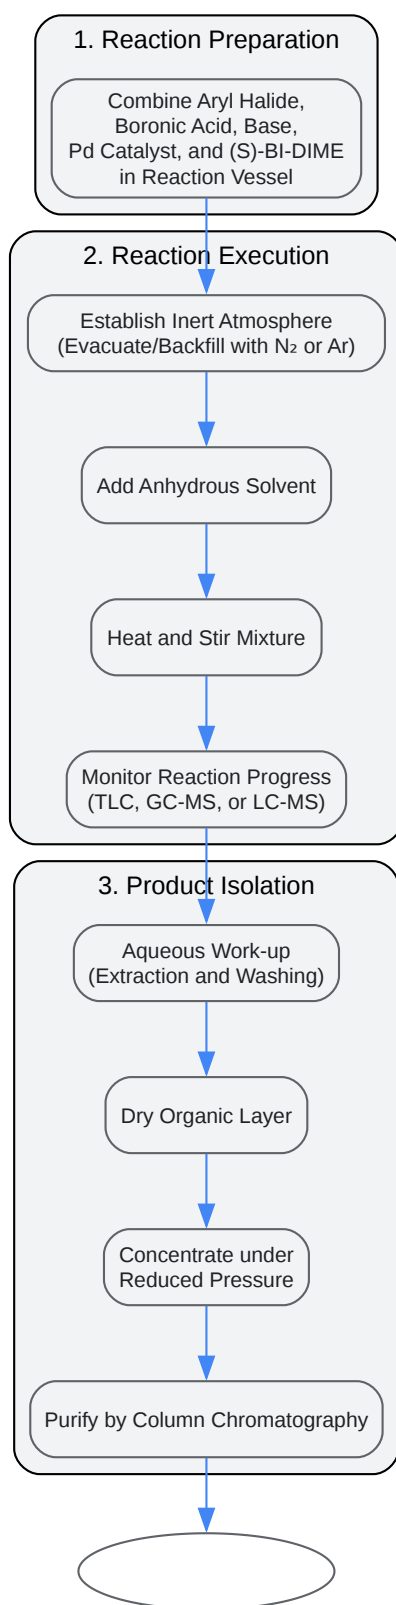 1. Reaction Preparation
Combine Aryl Halide,
Boronic Acid, Base,
Pd Catalyst, and (S)-BI-DIME
in Reaction Vessel
2. Reaction Execution
Establish Inert Atmosphere
(Evacuate/Backfill with N₂ or Ar)
Add Anhydrous Solvent
Heat and Stir Mixture
Monitor Reaction Progress
(TLC, GC-MS, or LC-MS)
3. Product Isolation
Aqueous Work-up
(Extraction and Washing)
Dry Organic Layer
Concentrate under
Reduced Pressure
Purify by Column Chromatography